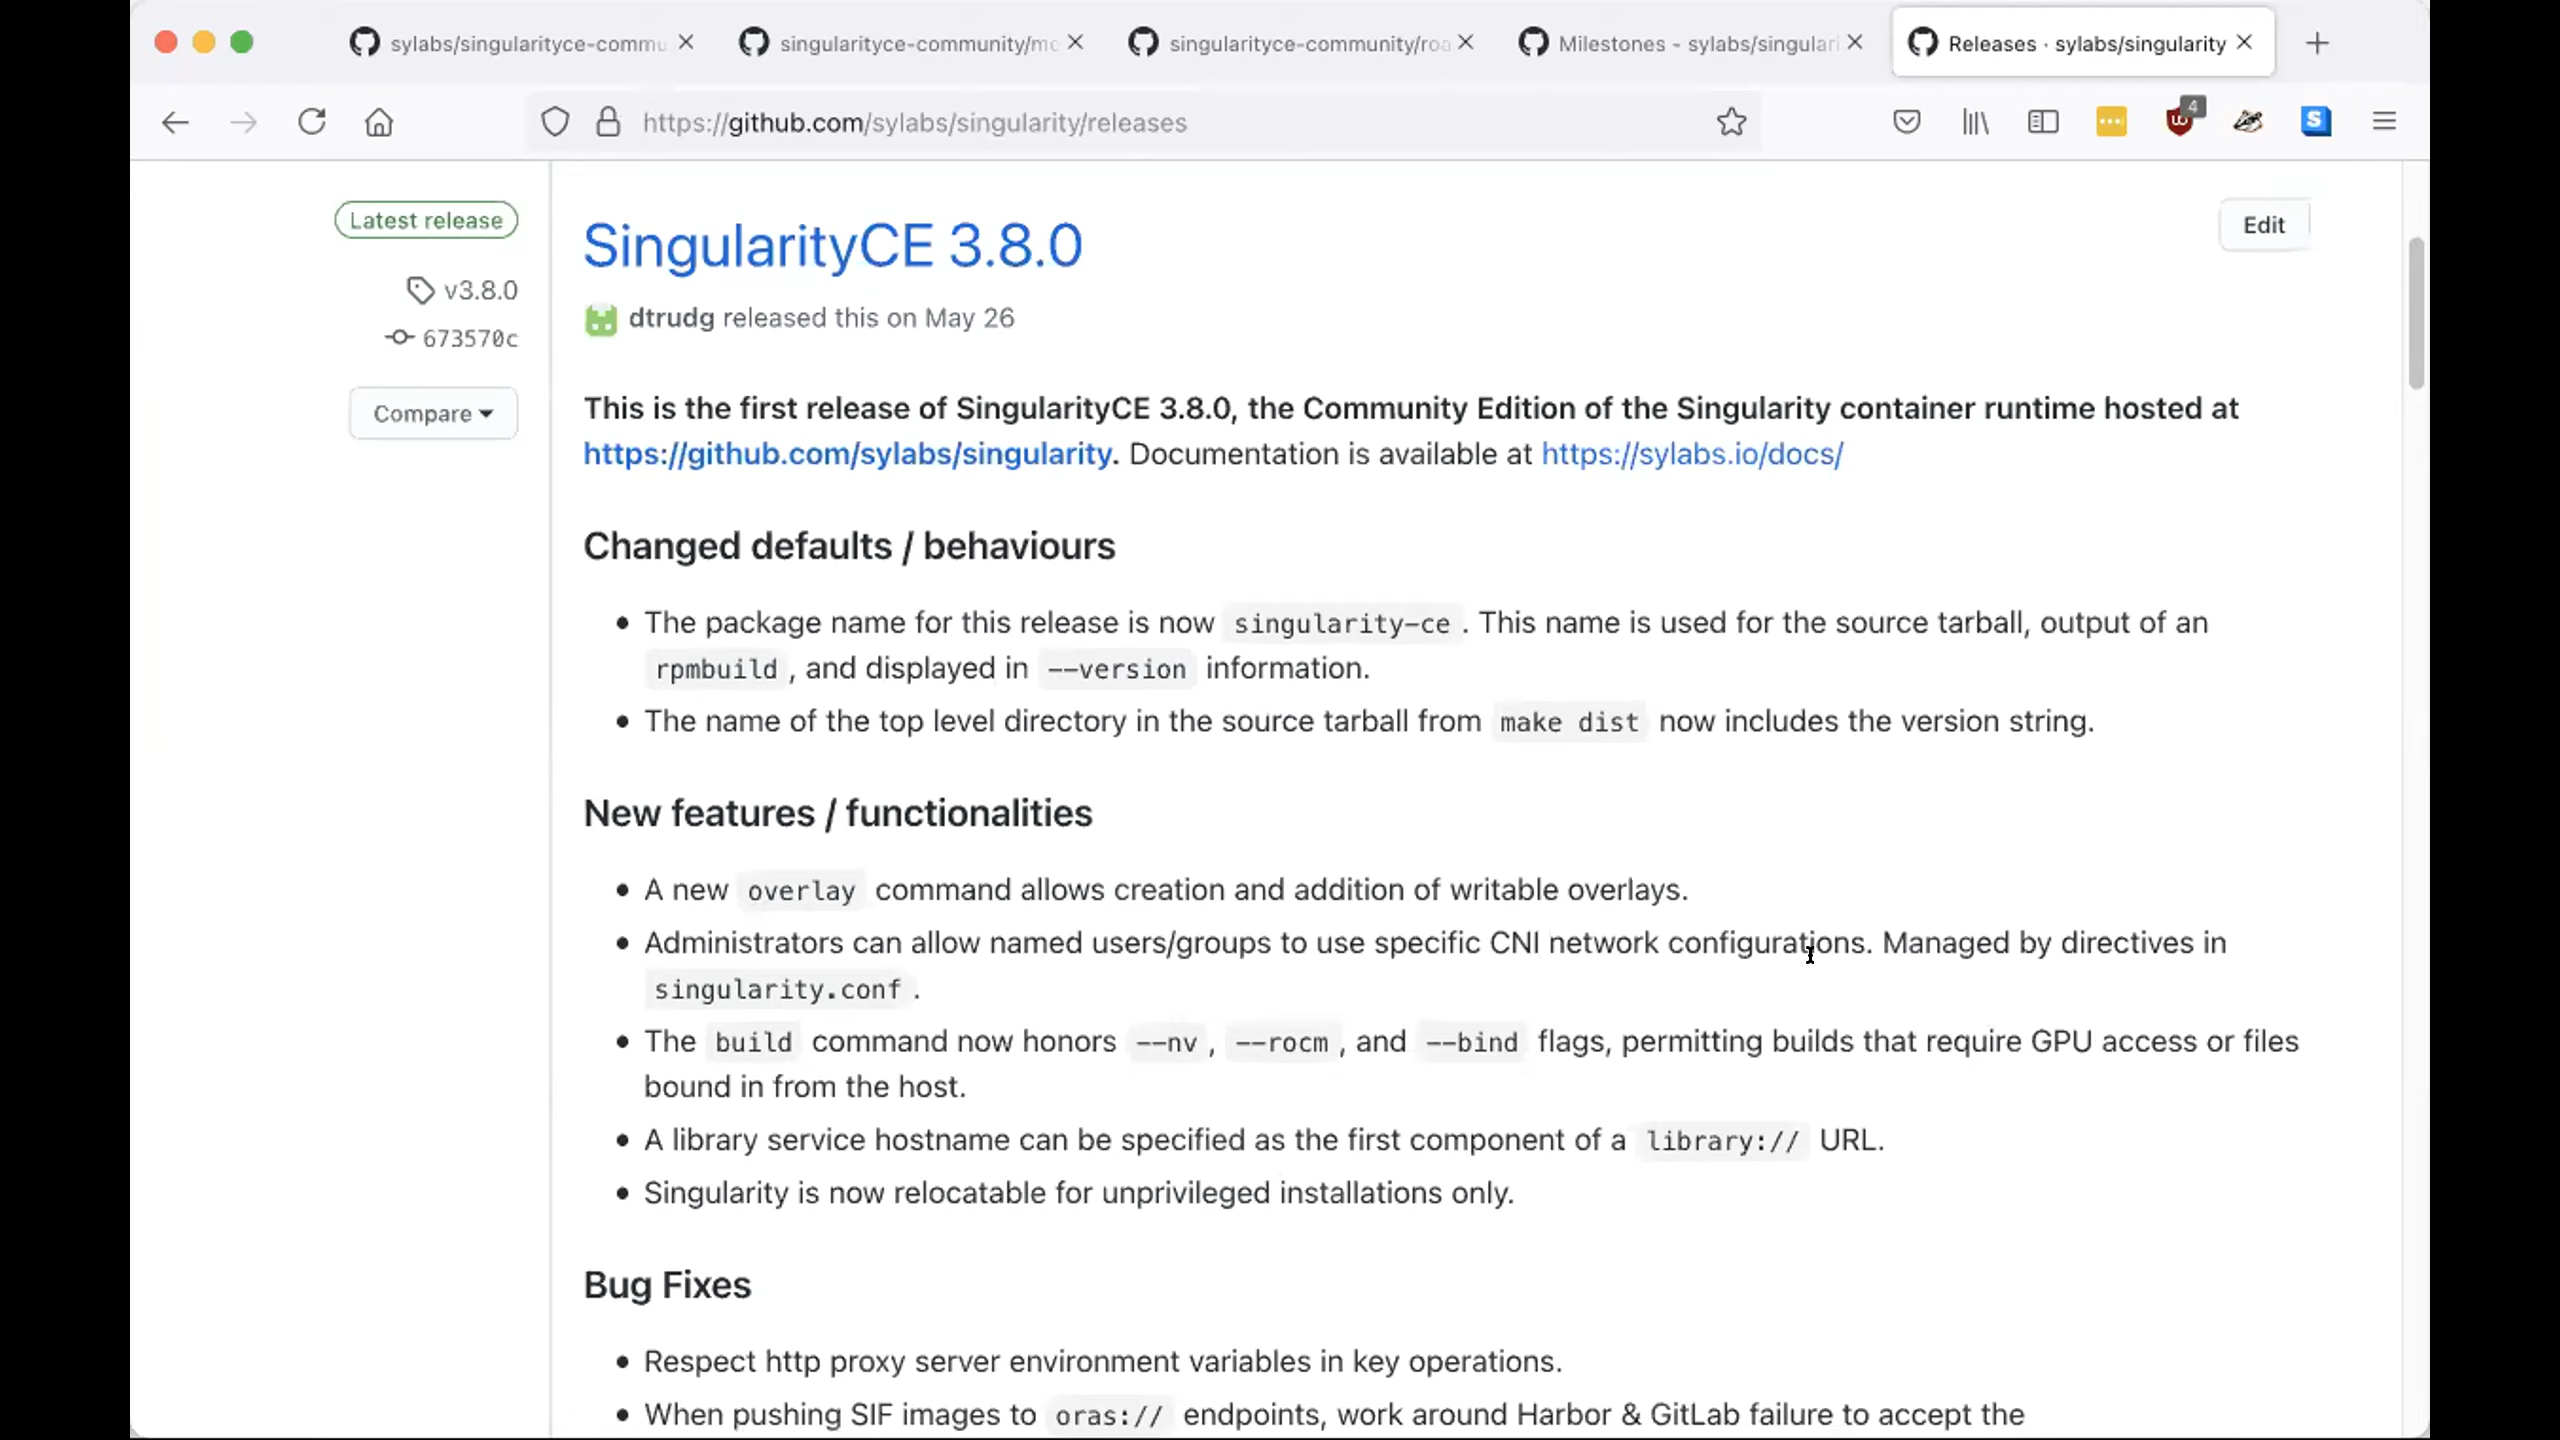 sylabs/singularityce-commu
singularityce-community/me
singularityce-community/roa
Milestones - sylabs/singulari
Releases · sylabs/singularity
https://github.com/sylabs/singularity/releases
4
S
Latest release
v3.8.0
673570c
Compare
SingularityCE 3.8.0
Edit
dtrudg released this on May 26
This is the first release of SingularityCE 3.8.0, the Community Edition of the Singularity container runtime hosted at
https://github.com/sylabs/singularity. Documentation is available at https://sylabs.io/docs/
Changed defaults / behaviours
• The package name for this release is now singularity-ce . This name is used for the source tarball, output of an
rpmbuild , and displayed in --version information.
• The name of the top level directory in the source tarball from make dist now includes the version string.
New features / functionalities
• A new overlay command allows creation and addition of writable overlays.
• Administrators can allow named users/groups to use specific CNI network configurations. Managed by directives in
singularity.conf .
• The build command now honors --nv , --rocm , and --bind flags, permitting builds that require GPU access or files
bound in from the host.
• A library service hostname can be specified as the first component of a library:// URL.
• Singularity is now relocatable for unprivileged installations only.
Bug Fixes
• Respect http proxy server environment variables in key operations.
• When pushing SIF images to oras:// endpoints, work around Harbor & GitLab failure to accept the